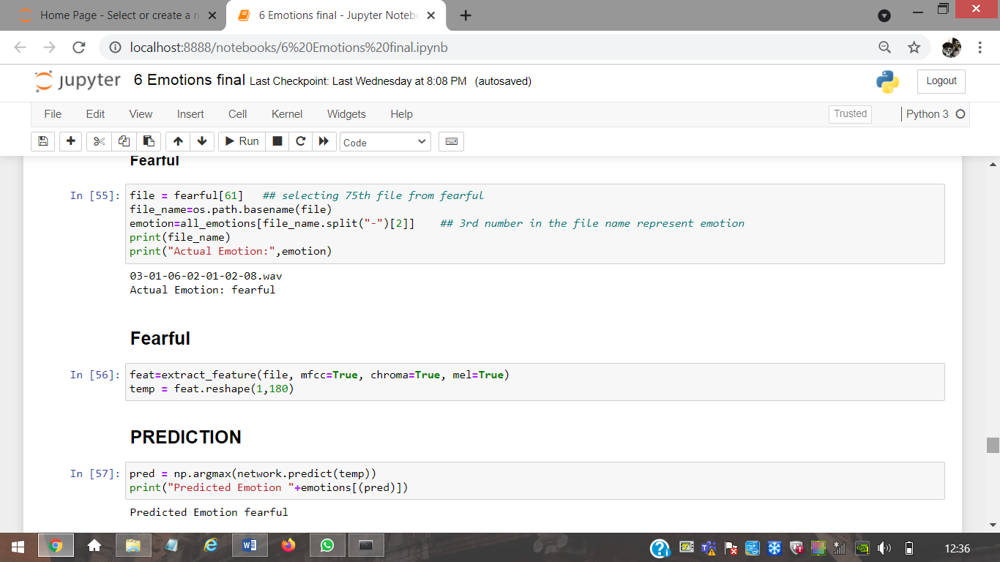 Home Page - Select or create a n
6 Emotions final - Jupyter Notebo
localhost:8888/notebooks/6%20Emotions%20final.ipynb
jupyter 6 Emotions final Last Checkpoint: Last Wednesday at 8:08 PM (autosaved)
Logout
File Edit View Insert Cell Kernel Widgets Help
Trusted
Python 3
Run
Code
Fearful
In [55]: file = fearful[61]   ## selecting 75th file from fearful
file_name=os.path.basename(file)
emotion=all_emotions[file_name.split("-")[2]]    ## 3rd number in the file name represent emotion
print(file_name)
print("Actual Emotion:",emotion)
03-01-06-02-01-02-08.wav
Actual Emotion: fearful
Fearful
In [56]: feat=extract_feature(file, mfcc=True, chroma=True, mel=True)
temp = feat.reshape(1,180)
PREDICTION
In [57]: pred = np.argmax(network.predict(temp))
print("Predicted Emotion "+emotions[(pred)])
Predicted Emotion fearful
12:36